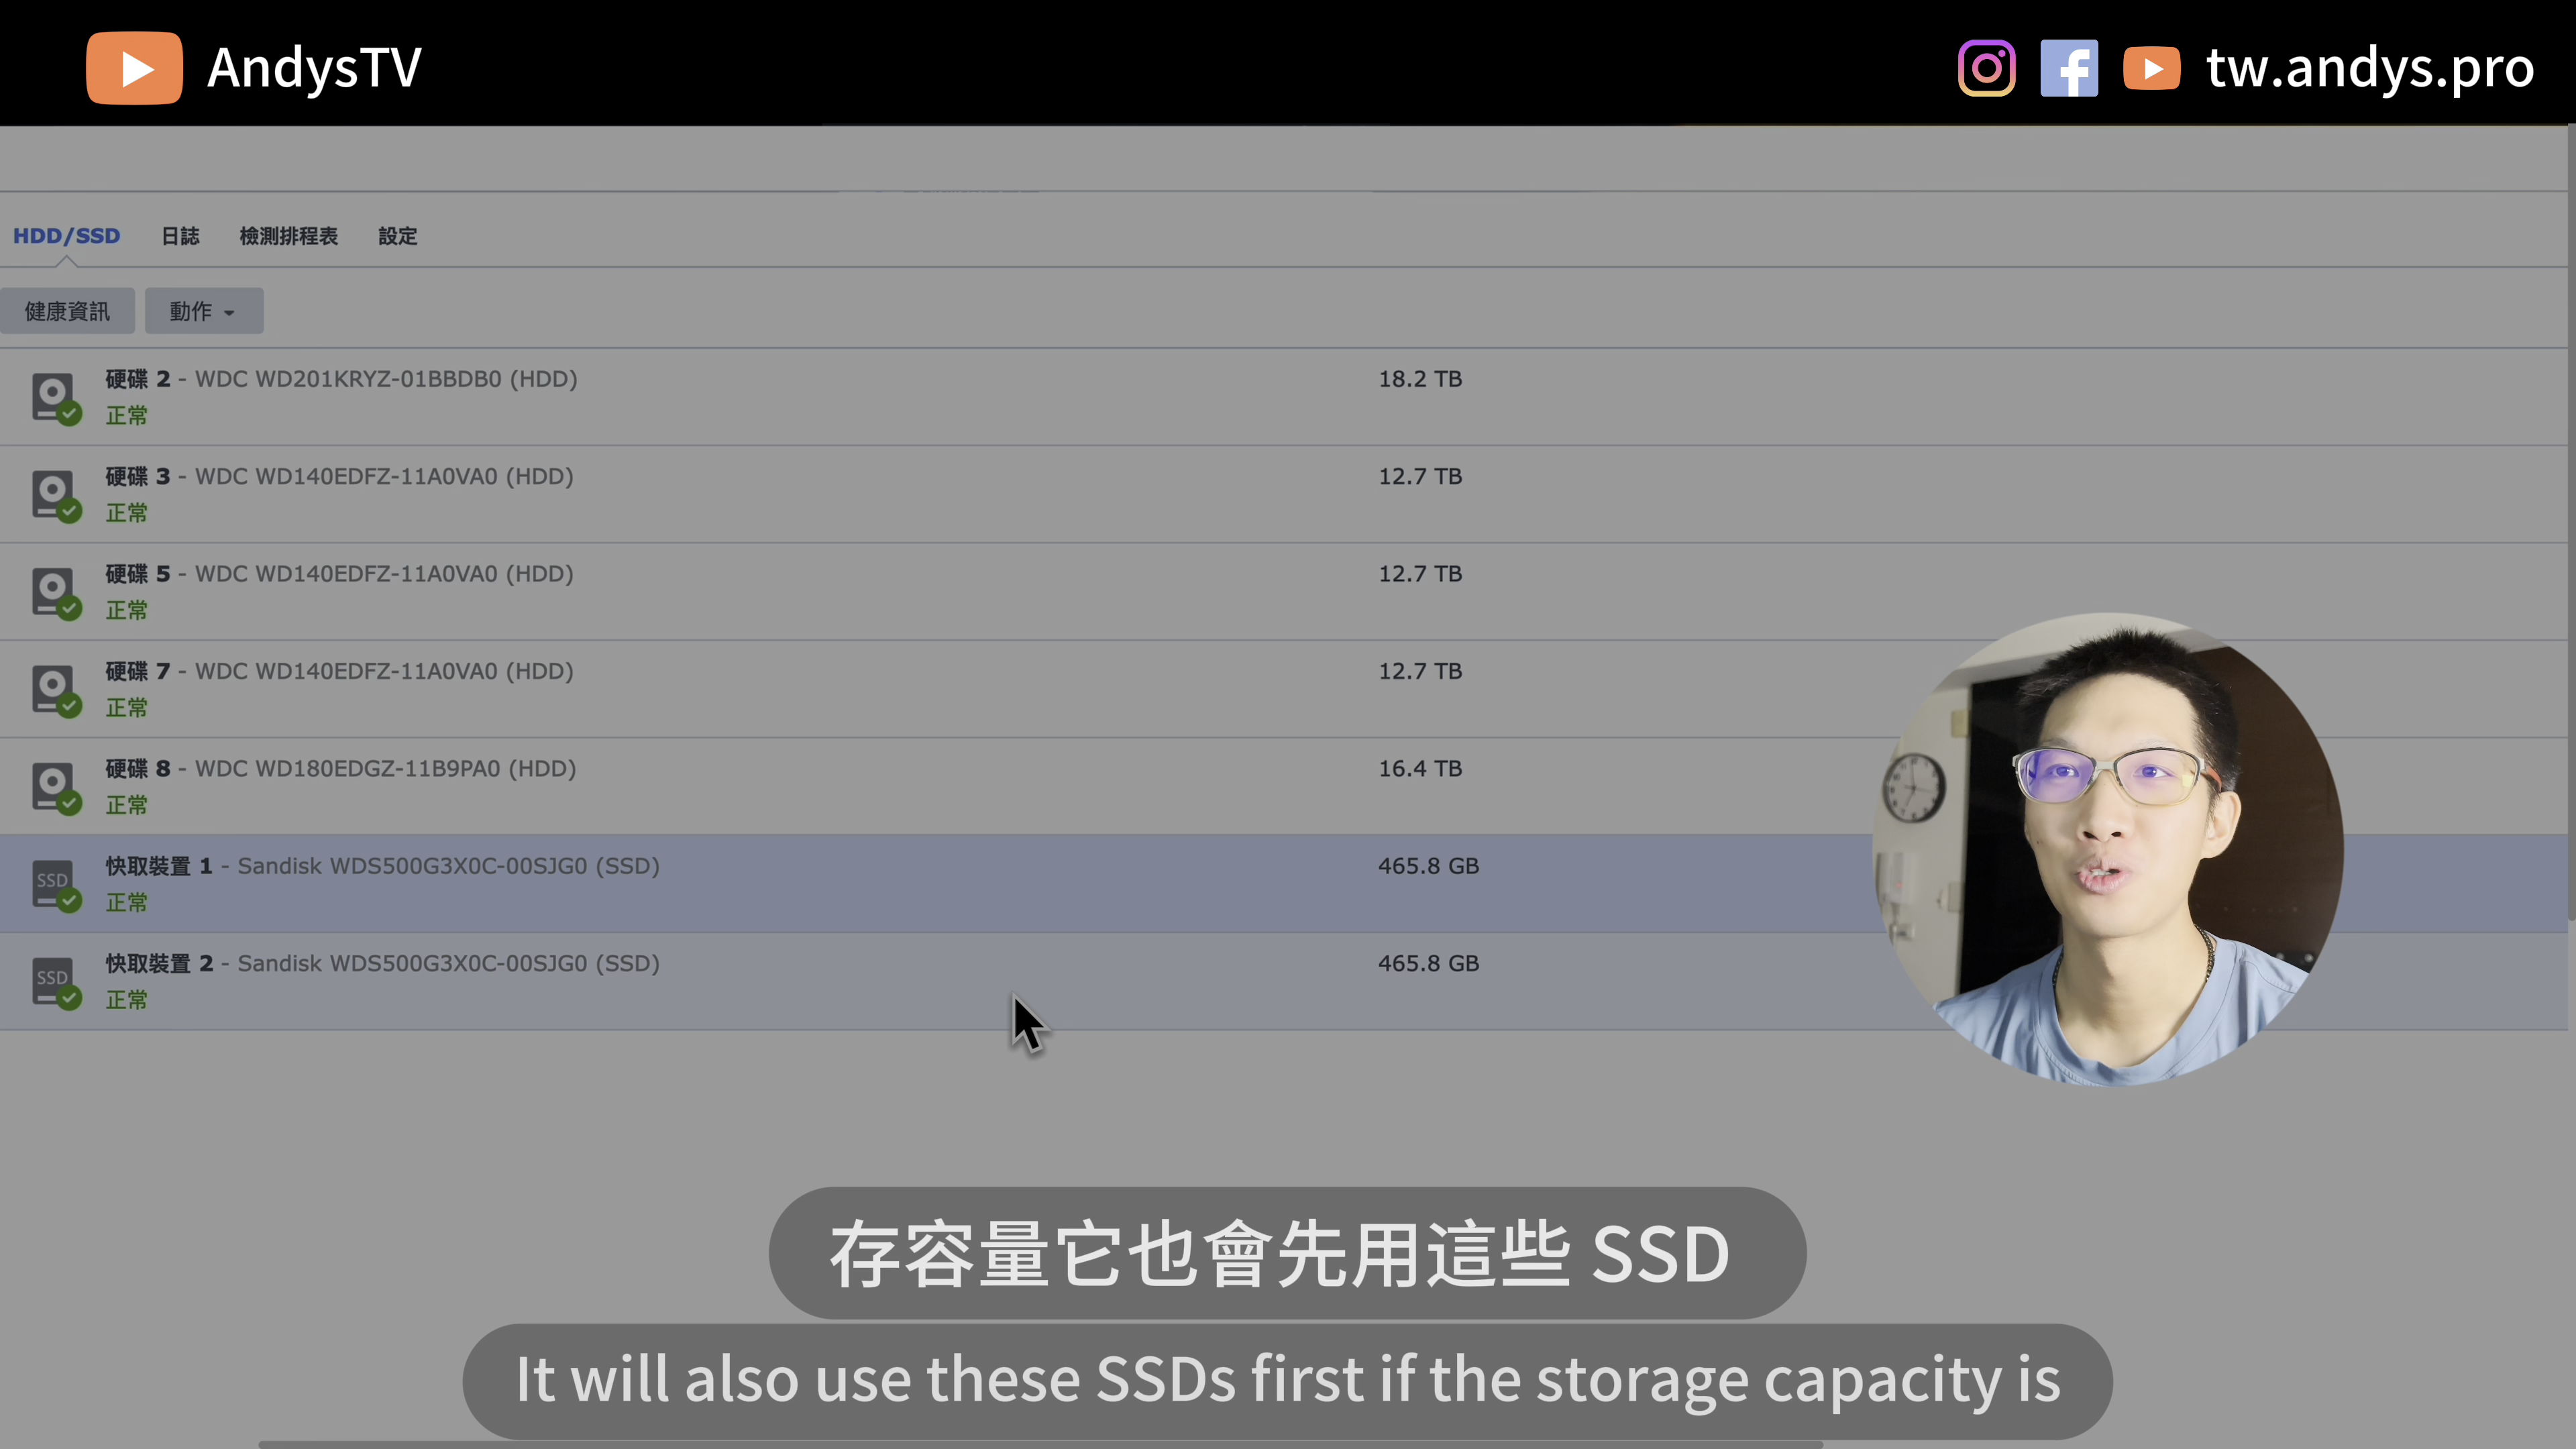 AndysTV
tw.andys.pro
HDD/SSD 日誌 檢測排程表 設定
健康資訊 動作
硬碟 2 - WDC WD201KRYZ-01BBDB0 (HDD) 18.2 TB
正常
硬碟 3 - WDC WD140EDFZ-11A0VA0 (HDD) 12.7 TB
正常
硬碟 5 - WDC WD140EDFZ-11A0VA0 (HDD) 12.7 TB
正常
硬碟 7 - WDC WD140EDFZ-11A0VA0 (HDD) 12.7 TB
正常
硬碟 8 - WDC WD180EDGZ-11B9PA0 (HDD) 16.4 TB
正常
SSD 快取裝置 1 - Sandisk WDS500G3X0C-00SJG0 (SSD) 465.8 GB
正常
SSD 快取裝置 2 - Sandisk WDS500G3X0C-00SJG0 (SSD) 465.8 GB
正常
存容量它也會先用這些 SSD
It will also use these SSDs first if the storage capacity is